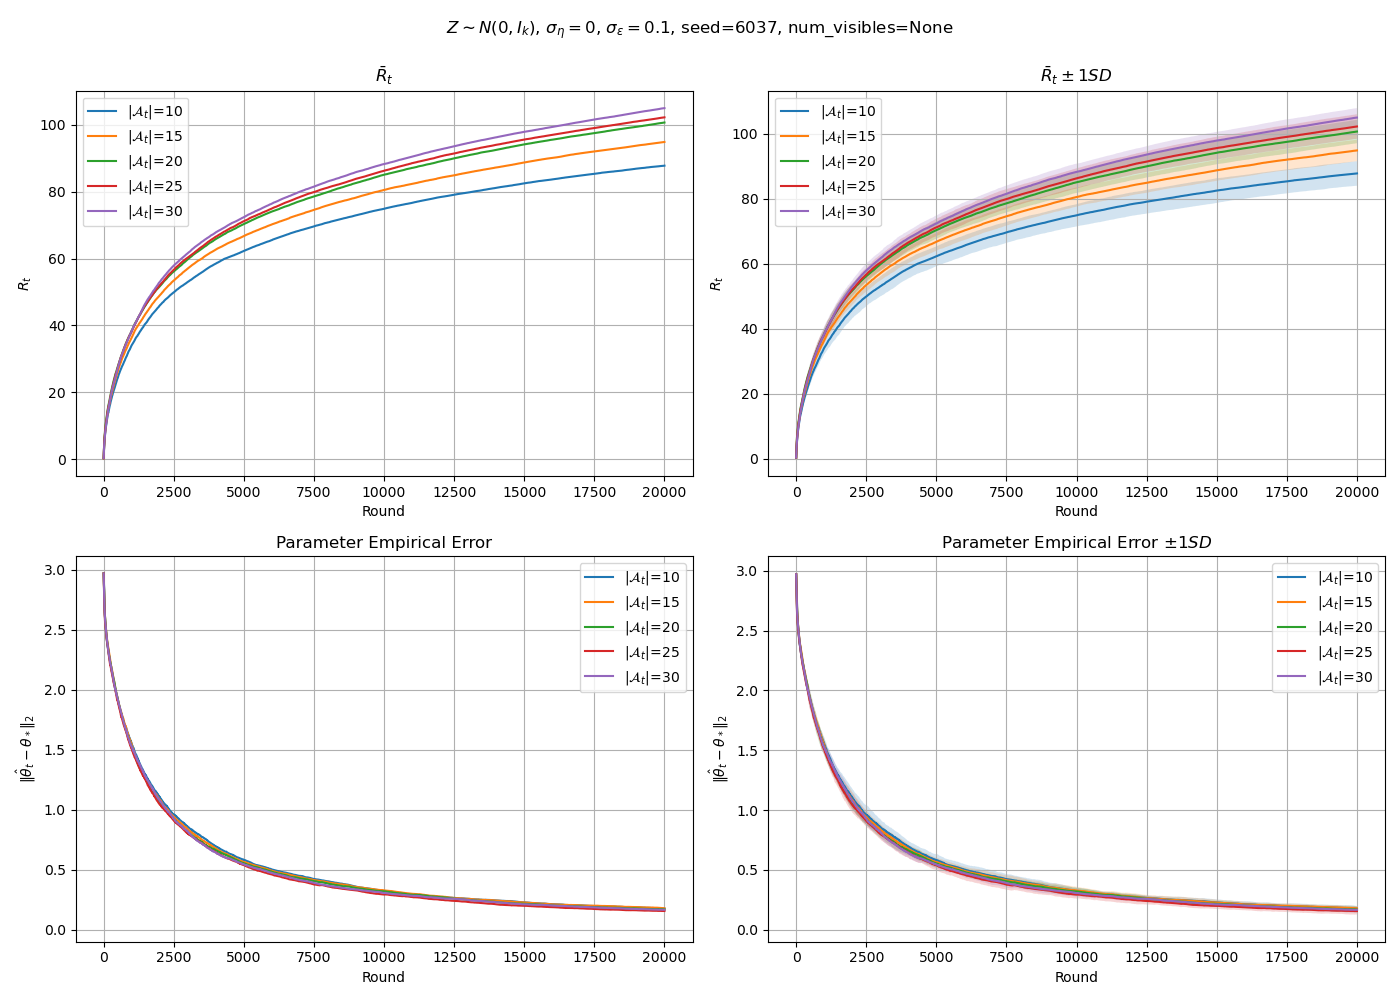 Z ~ N(0, I_k), σ_η = 0, σ_ε = 0.1, seed=6037, num_visibles=None
R̄_t
|𝒜_t|=10
|𝒜_t|=15
|𝒜_t|=20
|𝒜_t|=25
|𝒜_t|=30
100
80
60
40
20
0
R_t
0 2500 5000 7500 10000 12500 15000 17500 20000
Round
R̄_t ± 1SD
|𝒜_t|=10
|𝒜_t|=15
|𝒜_t|=20
|𝒜_t|=25
|𝒜_t|=30
100
80
60
40
20
0
R_t
0 2500 5000 7500 10000 12500 15000 17500 20000
Round
Parameter Empirical Error
|𝒜_t|=10
|𝒜_t|=15
|𝒜_t|=20
|𝒜_t|=25
|𝒜_t|=30
3.0
2.5
2.0
1.5
1.0
0.5
0.0
‖θ̂_t − θ_*‖_2
0 2500 5000 7500 10000 12500 15000 17500 20000
Round
Parameter Empirical Error ±1SD
|𝒜_t|=10
|𝒜_t|=15
|𝒜_t|=20
|𝒜_t|=25
|𝒜_t|=30
3.0
2.5
2.0
1.5
1.0
0.5
0.0
‖θ̂_t − θ_*‖_2
0 2500 5000 7500 10000 12500 15000 17500 20000
Round